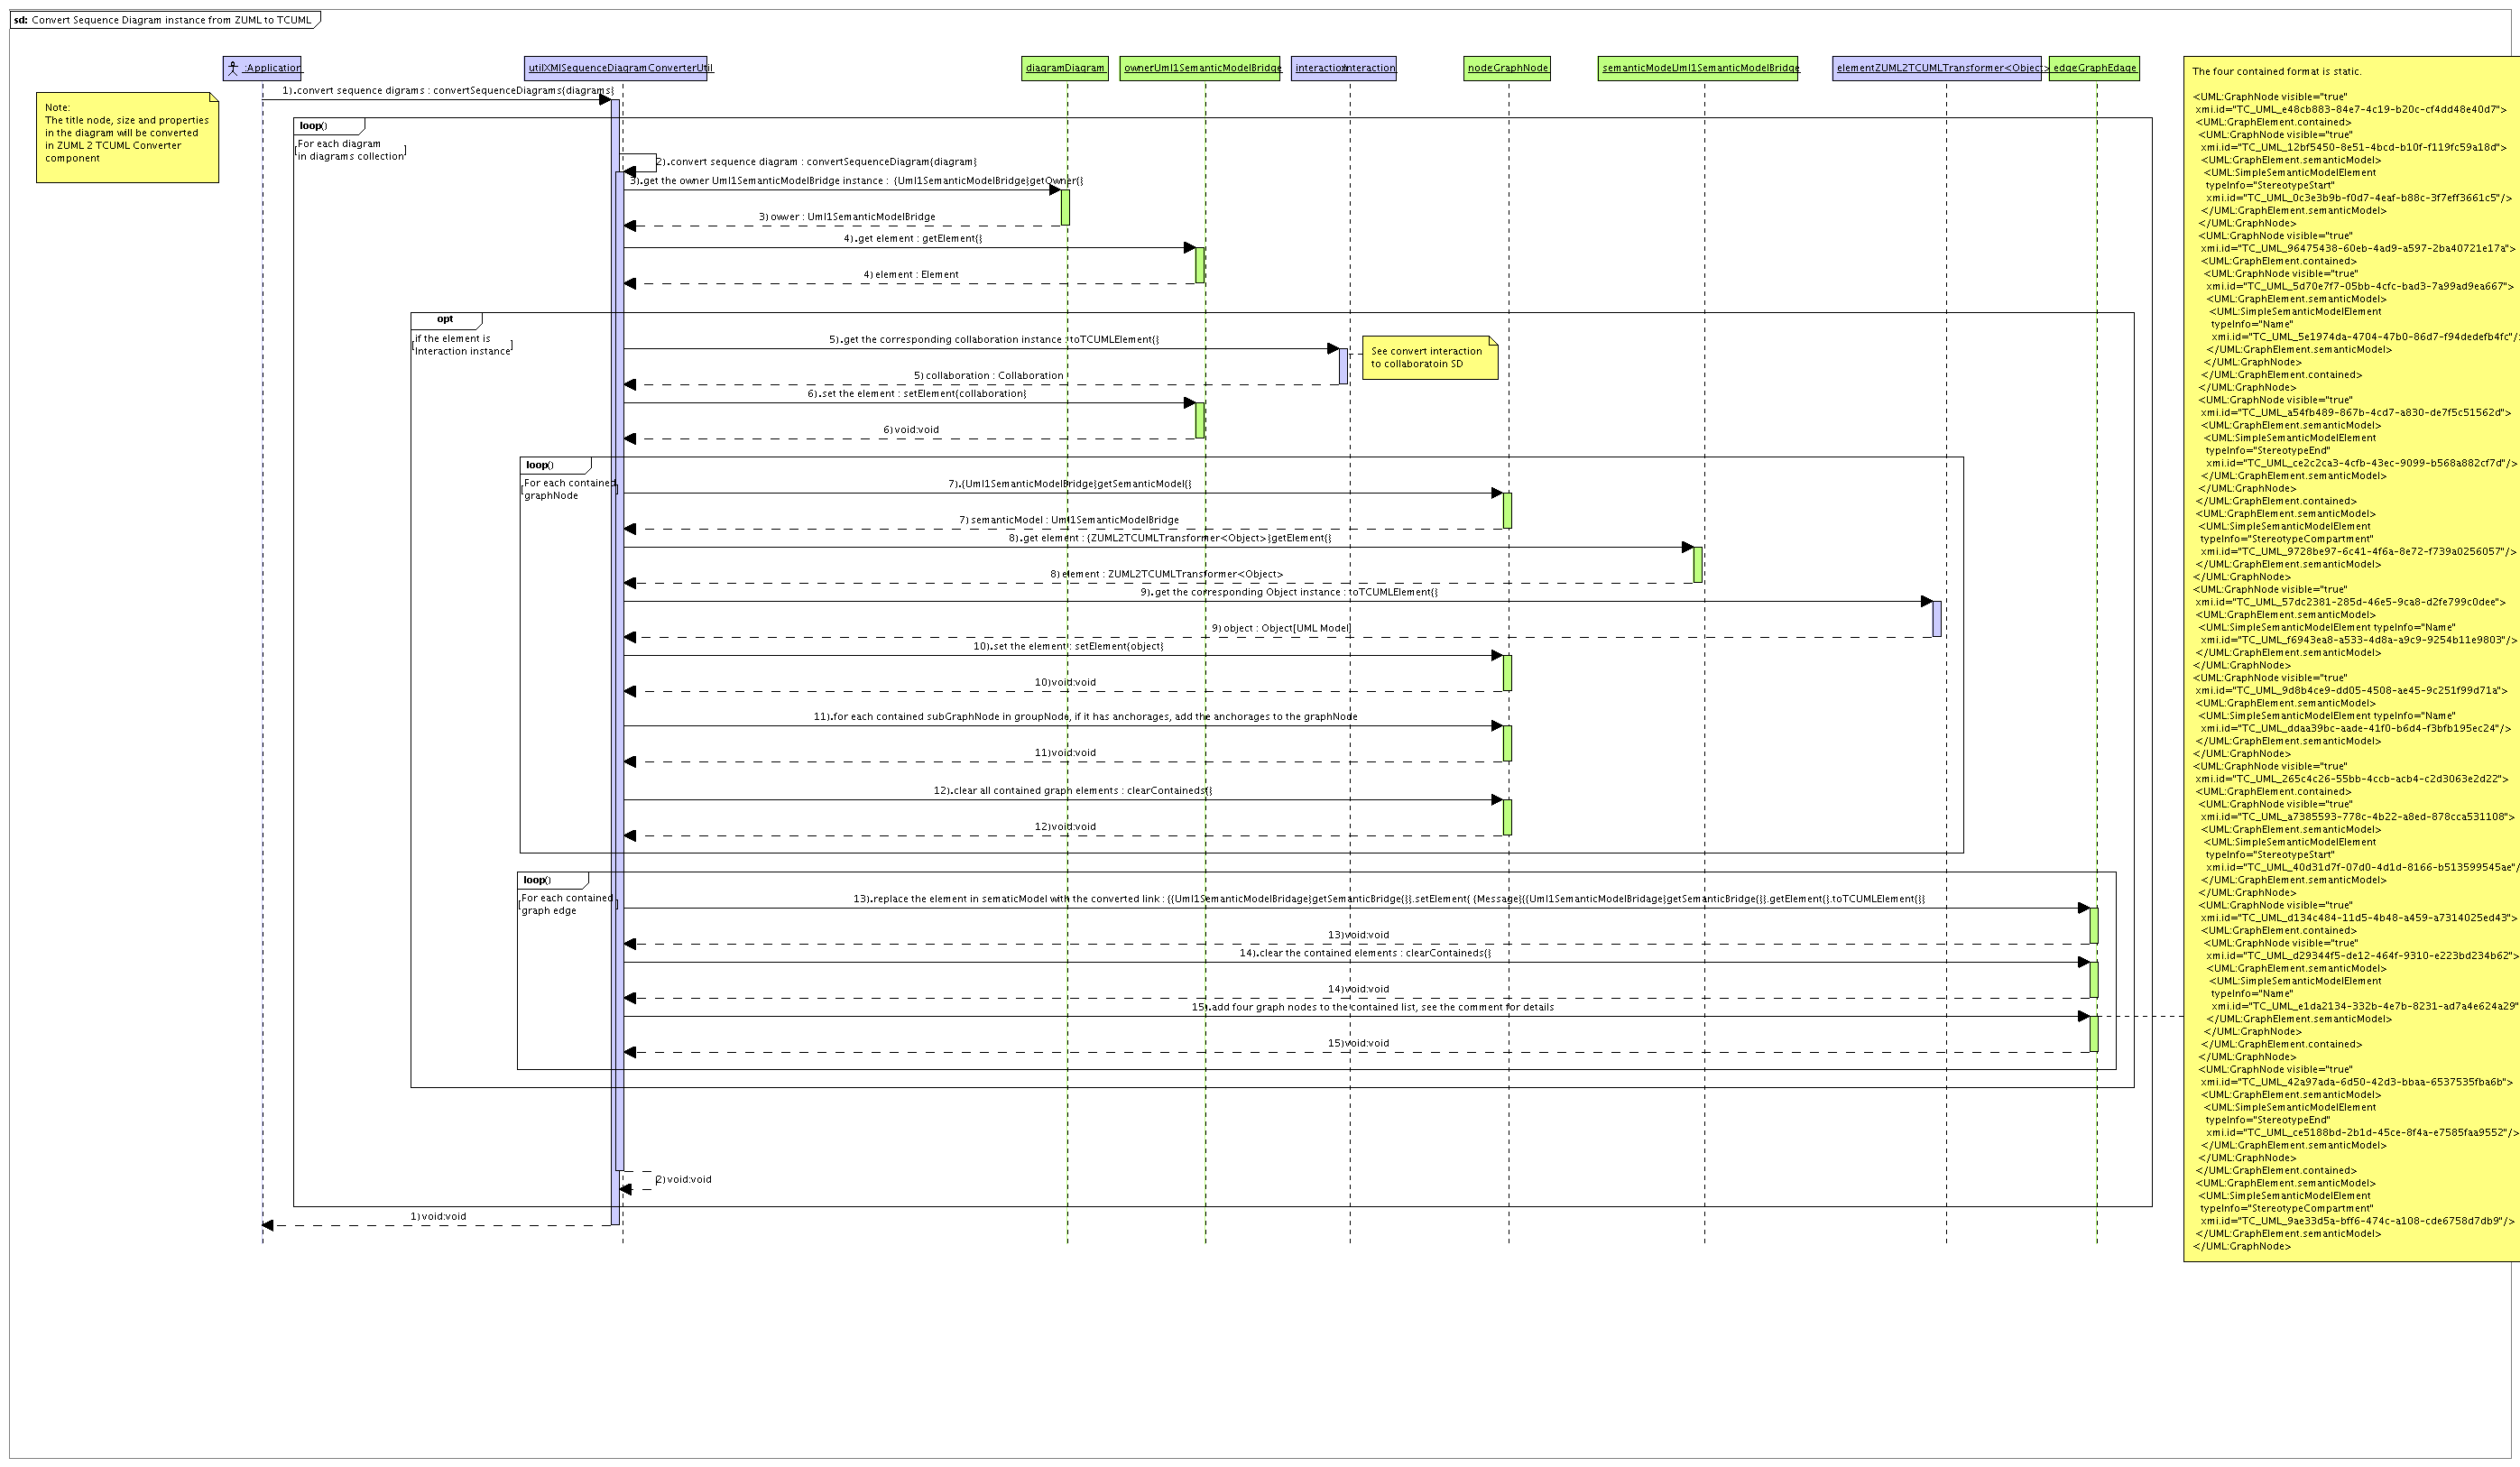 sd: Convert Sequence Diagram instance from ZUML to TCUML
:Application
utilXMISequenceDiagramConverterUtil
diagramDiagram
ownerUml1SemanticModelBridge
interactionInteraction
nodeGraphNode
semanticModeUml1SemanticModelBridge
elementZUML2TCUMLTransformer<Object>
edgeGraphEdage
Note:
The title node, size and properties
in the diagram will be converted
in ZUML 2 TCUML Converter
component
1).convert sequence digrams : convertSequenceDiagrams{diagrams}
loop()
[For each diagram
in diagrams collection]
2).convert sequence diagram : convertSequenceDiagram{diagram}
3).get the owner Uml1SemanticModelBridge instance : {Uml1SemanticModelBridge}getOwner{}
3) owver : Uml1SemanticModelBridge
4).get element : getElement{}
4) element : Element
opt
[if the element is
Interaction instance]
5).get the corresponding collaboration instance : toTCUMLElement{}
See convert interaction
to collaboratoin SD
5) collaboration : Collaboration
6).set the element : setElement{collaboration}
6) void:void
loop()
[For each contained
graphNode]
7).{Uml1SemanticModelBridge}getSemanticModel{}
7) semanticModel : Uml1SemanticModelBridge
8).get element : {ZUML2TCUMLTransformer<Object>}getElement{}
8) element : ZUML2TCUMLTransformer<Object>
9).get the corresponding Object instance : toTCUMLElement{}
9) object : Object[UML Model]
10).set the element : setElement{object}
10) void:void
11).for each contained subGraphNode in groupNode, if it has anchorages, add the anchorages to the graphNode
11) void:void
12).clear all contained graph elements : clearContaineds{}
12) void:void
loop()
[For each contained
graph edge]
13).replace the element in sematicModel with the converted link : {{Uml1SemanticModelBridage}getSemanticBridge{}}.setElement{ {Message}{{Uml1SemanticModelBridage}getSemanticBridge{}}.getElement{}.toTCUMLElement{}}
13) void:void
14).clear the contained elements : clearContaineds{}
14) void:void
15).add four graph nodes to the contained list, see the comment for details
15) void:void
2) void:void
1) void:void
The four contained format is static.
<UML:GraphNode visible="true"
xmi.id="TC_UML_e48cb883-84e7-4c19-b20c-cf4dd48e40d7">
<UML:GraphElement.contained>
<UML:GraphNode visible="true"
xmi.id="TC_UML_12bf5450-8e51-4bcd-b10f-f119fc59a18d">
<UML:GraphElement.semanticModel>
<UML:SimpleSemanticModelElement
typeInfo="StereotypeStart"
xmi.id="TC_UML_0c3e3b9b-f0d7-4eaf-b88c-3f7eff3661c5"/>
</UML:GraphElement.semanticModel>
</UML:GraphNode>
<UML:GraphNode visible="true"
xmi.id="TC_UML_96475438-60eb-4ad9-a597-2ba40721e17a">
<UML:GraphElement.contained>
<UML:GraphNode visible="true"
xmi.id="TC_UML_5d70e7f7-05bb-4cfc-bad3-7a99ad9ea667">
<UML:GraphElement.semanticModel>
<UML:SimpleSemanticModelElement
typeInfo="Name"
xmi.id="TC_UML_5e1974da-4704-47b0-86d7-f94dedefb4fc"/>
</UML:GraphElement.semanticModel>
</UML:GraphNode>
</UML:GraphElement.contained>
</UML:GraphNode>
<UML:GraphNode visible="true"
xmi.id="TC_UML_a54fb489-867b-4cd7-a830-de7f5c51562d">
<UML:GraphElement.semanticModel>
<UML:SimpleSemanticModelElement
typeInfo="StereotypeEnd"
xmi.id="TC_UML_ce2c2ca3-4cfb-43ec-9099-b568a882cf7d"/>
</UML:GraphElement.semanticModel>
</UML:GraphNode>
</UML:GraphElement.contained>
<UML:GraphElement.semanticModel>
<UML:SimpleSemanticModelElement
typeInfo="StereotypeCompartment"
xmi.id="TC_UML_9728be97-6c41-4f6a-8e72-f739a0256057"/>
</UML:GraphElement.semanticModel>
</UML:GraphNode>
<UML:GraphNode visible="true"
xmi.id="TC_UML_57dc2381-285d-46e5-9ca8-d2fe799c0dee">
<UML:GraphElement.semanticModel>
<UML:SimpleSemanticModelElement typeInfo="Name"
xmi.id="TC_UML_f6943ea8-a533-4d8a-a9c9-9254b11e9803"/>
</UML:GraphElement.semanticModel>
</UML:GraphNode>
<UML:GraphNode visible="true"
xmi.id="TC_UML_9d8b4ce9-dd05-4508-ae45-9c251f99d71a">
<UML:GraphElement.semanticModel>
<UML:SimpleSemanticModelElement typeInfo="Name"
xmi.id="TC_UML_ddaa39bc-aade-41f0-b6d4-f3bfb195ec24"/>
</UML:GraphElement.semanticModel>
</UML:GraphNode>
<UML:GraphNode visible="true"
xmi.id="TC_UML_265c4c26-55bb-4ccb-acb4-c2d3063e2d22">
<UML:GraphElement.contained>
<UML:GraphNode visible="true"
xmi.id="TC_UML_a7385593-778c-4b22-a8ed-878cca531108">
<UML:GraphElement.semanticModel>
<UML:SimpleSemanticModelElement
typeInfo="StereotypeStart"
xmi.id="TC_UML_40d31d7f-07d0-4d1d-8166-b513599545ae"/
</UML:GraphElement.semanticModel>
</UML:GraphNode>
<UML:GraphNode visible="true"
xmi.id="TC_UML_d134c484-11d5-4b48-a459-a7314025ed43">
<UML:GraphElement.contained>
<UML:GraphNode visible="true"
xmi.id="TC_UML_d29344f5-de12-464f-9310-e223bd234b62">
<UML:GraphElement.semanticModel>
<UML:SimpleSemanticModelElement
typeInfo="Name"
xmi.id="TC_UML_e1da2134-332b-4e7b-8231-ad7a4e624a29"
</UML:GraphElement.semanticModel>
</UML:GraphNode>
</UML:GraphElement.contained>
</UML:GraphNode>
<UML:GraphNode visible="true"
xmi.id="TC_UML_42a97ada-6d50-42d3-bbaa-6537535fba6b">
<UML:GraphElement.semanticModel>
<UML:SimpleSemanticModelElement
typeInfo="StereotypeEnd"
xmi.id="TC_UML_ce5188bd-2b1d-45ce-8f4a-e7585faa9552"/>
</UML:GraphElement.semanticModel>
</UML:GraphNode>
</UML:GraphElement.contained>
<UML:GraphElement.semanticModel>
<UML:SimpleSemanticModelElement
typeInfo="StereotypeCompartment"
xmi.id="TC_UML_9ae33d5a-bff6-474c-a108-cde6758d7db9"/>
</UML:GraphElement.semanticModel>
</UML:GraphNode>